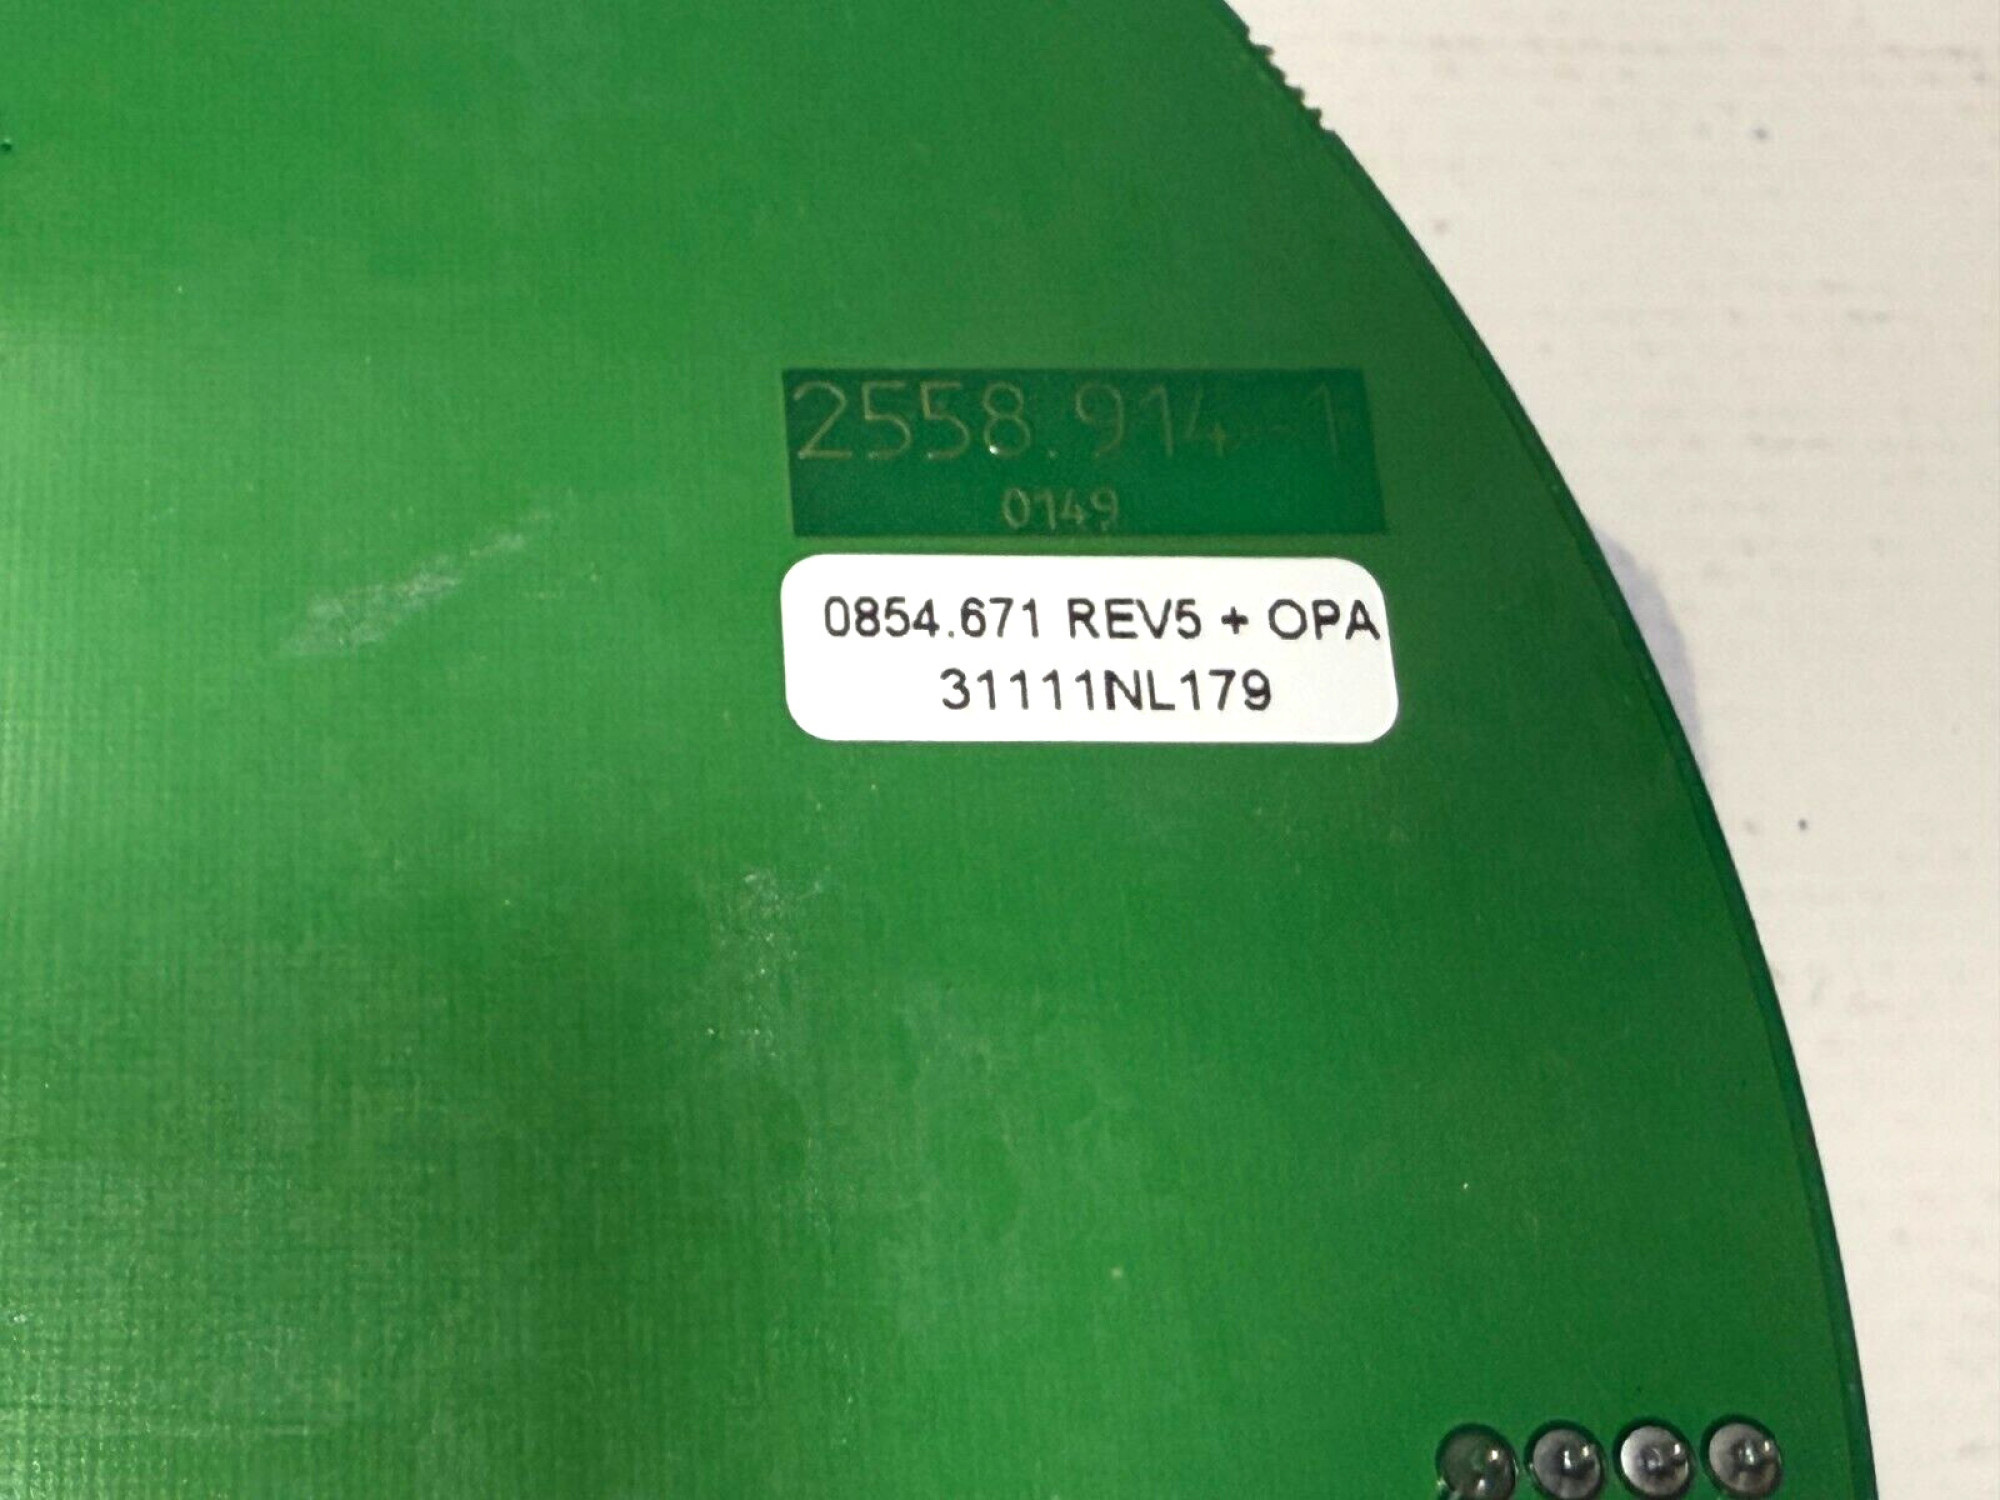 2558.914-1
0149
0854.671 REV5 + OPA
31111NL179